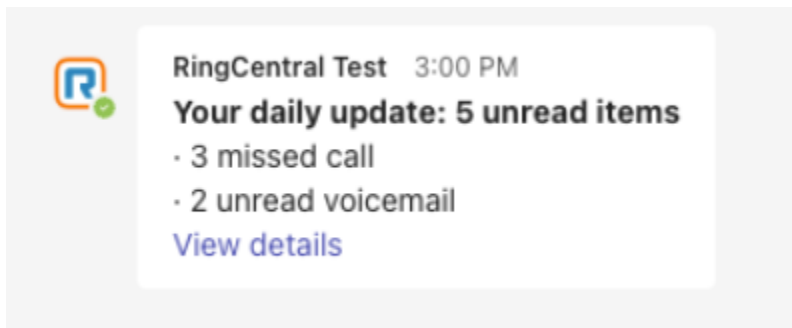 RingCentral Test 3:00 PM
Your daily update: 5 unread items
· 3 missed call
· 2 unread voicemail
View details